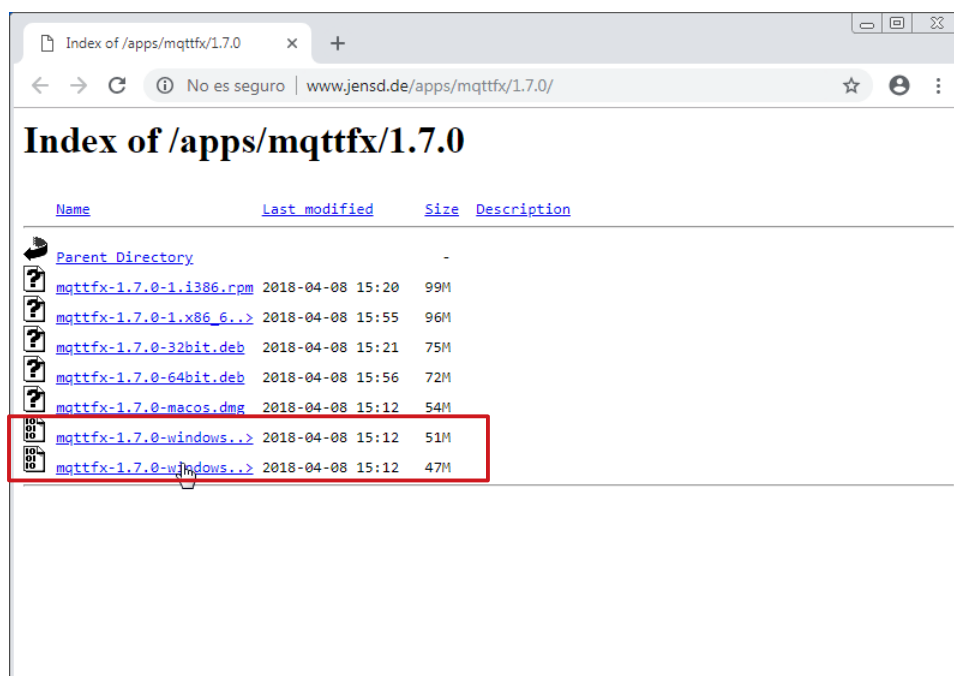 Index of /apps/mqttfx/1.7.0
No es seguro | www.jensd.de/apps/mqttfx/1.7.0/
Index of /apps/mqttfx/1.7.0
Name Last modified Size Description
Parent Directory -
mqttfx-1.7.0-1.i386.rpm 2018-04-08 15:20 99M
mqttfx-1.7.0-1.x86_6..> 2018-04-08 15:55 96M
mqttfx-1.7.0-32bit.deb 2018-04-08 15:21 75M
mqttfx-1.7.0-64bit.deb 2018-04-08 15:56 72M
mqttfx-1.7.0-macos.dmg 2018-04-08 15:12 54M
mqttfx-1.7.0-windows..> 2018-04-08 15:12 51M
mqttfx-1.7.0-windows..> 2018-04-08 15:12 47M